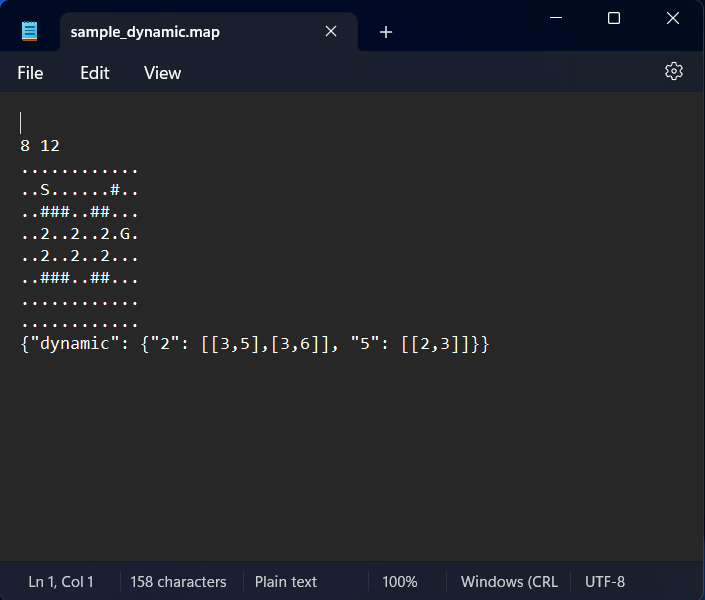 sample_dynamic.map
File Edit View
8 12
............
..S......#..
..###..##...
..2..2..2.G.
..2..2..2...
..###..##...
............
............
{"dynamic": {"2": [[3,5],[3,6]], "5": [[2,3]]}}
Ln 1, Col 1 158 characters Plain text 100% Windows (CRL UTF-8